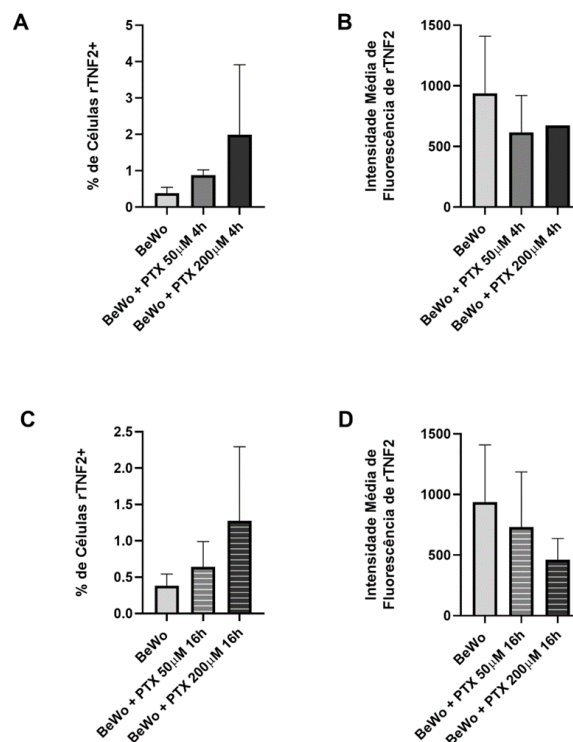 A
% de Células rTNF2+
5
4
3
2
1
0
BeWo
BeWo + PTX 50μM 4h
BeWo + PTX 200μM 4h
B
Intensidade Média de
Fluorescência de rTNF2
1500
1000
500
0
BeWo
BeWo + PTX 50μM 4h
BeWo + PTX 200μM 4h
C
% de Células rTNF2+
2.5
2.0
1.5
1.0
0.5
0.0
BeWo
BeWo + PTX 50μM 16h
BeWo + PTX 200μM 16h
D
Intensidade Média de
Fluorescência de rTNF2
1500
1000
500
0
BeWo
BeWo + PTX 50μM 16h
BeWo + PTX 200μM 16h